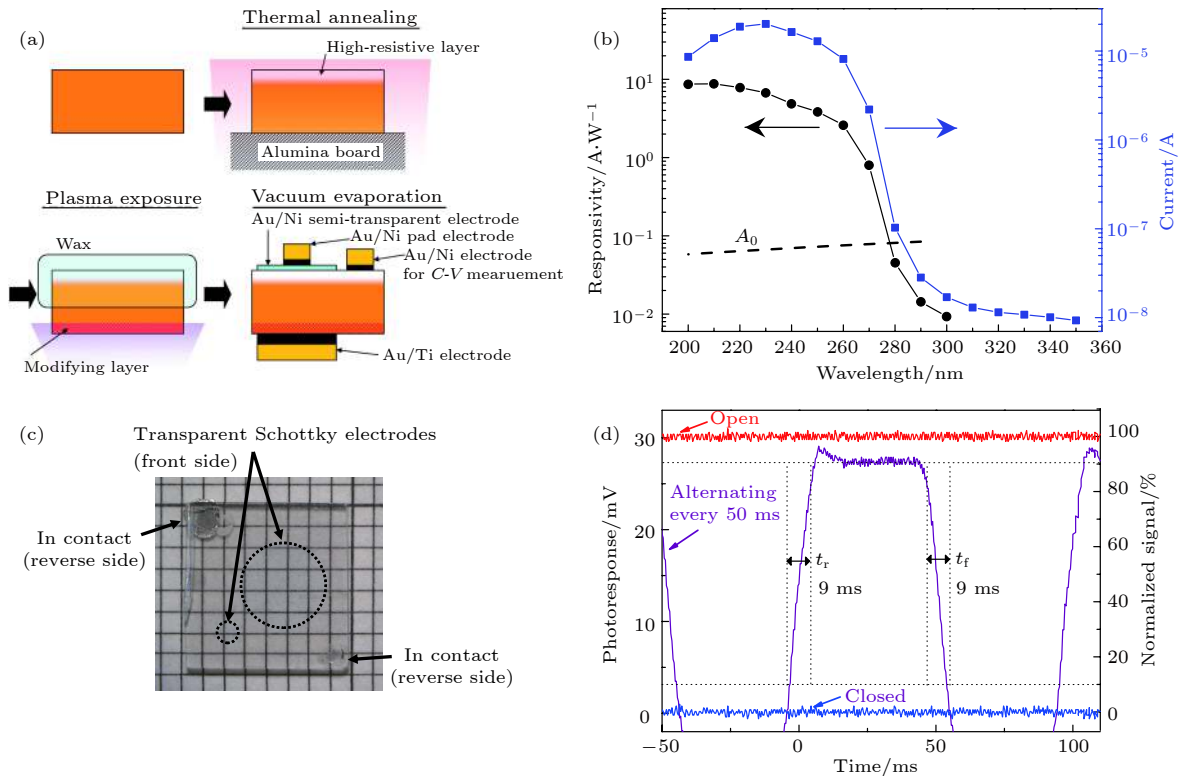 (a)
Thermal annealing
High-resistive layer
Alumina board
Plasma exposure
Wax
Modifying layer
Vacuum evaporation
Au/Ni semi-transparent electrode
Au/Ni pad electrode
Au/Ni electrode
for C-V mearuement
Au/Ti electrode
(b)
Responsivity/A·W⁻¹
10¹
10⁰
10⁻¹
10⁻²
A₀
10⁻⁵
10⁻⁶
10⁻⁷
10⁻⁸
Current/A
200 220 240 260 280 300 320 340 360
Wavelength/nm
(c)
Transparent Schottky electrodes
(front side)
In contact
(reverse side)
In contact
(reverse side)
(d)
Photoresponse/mV
30
20
10
0
Open
Alternating
every 50 ms
tr
9 ms
tf
9 ms
Closed
100
80
60
40
20
0
Normalized signal/%
−50 0 50 100
Time/ms